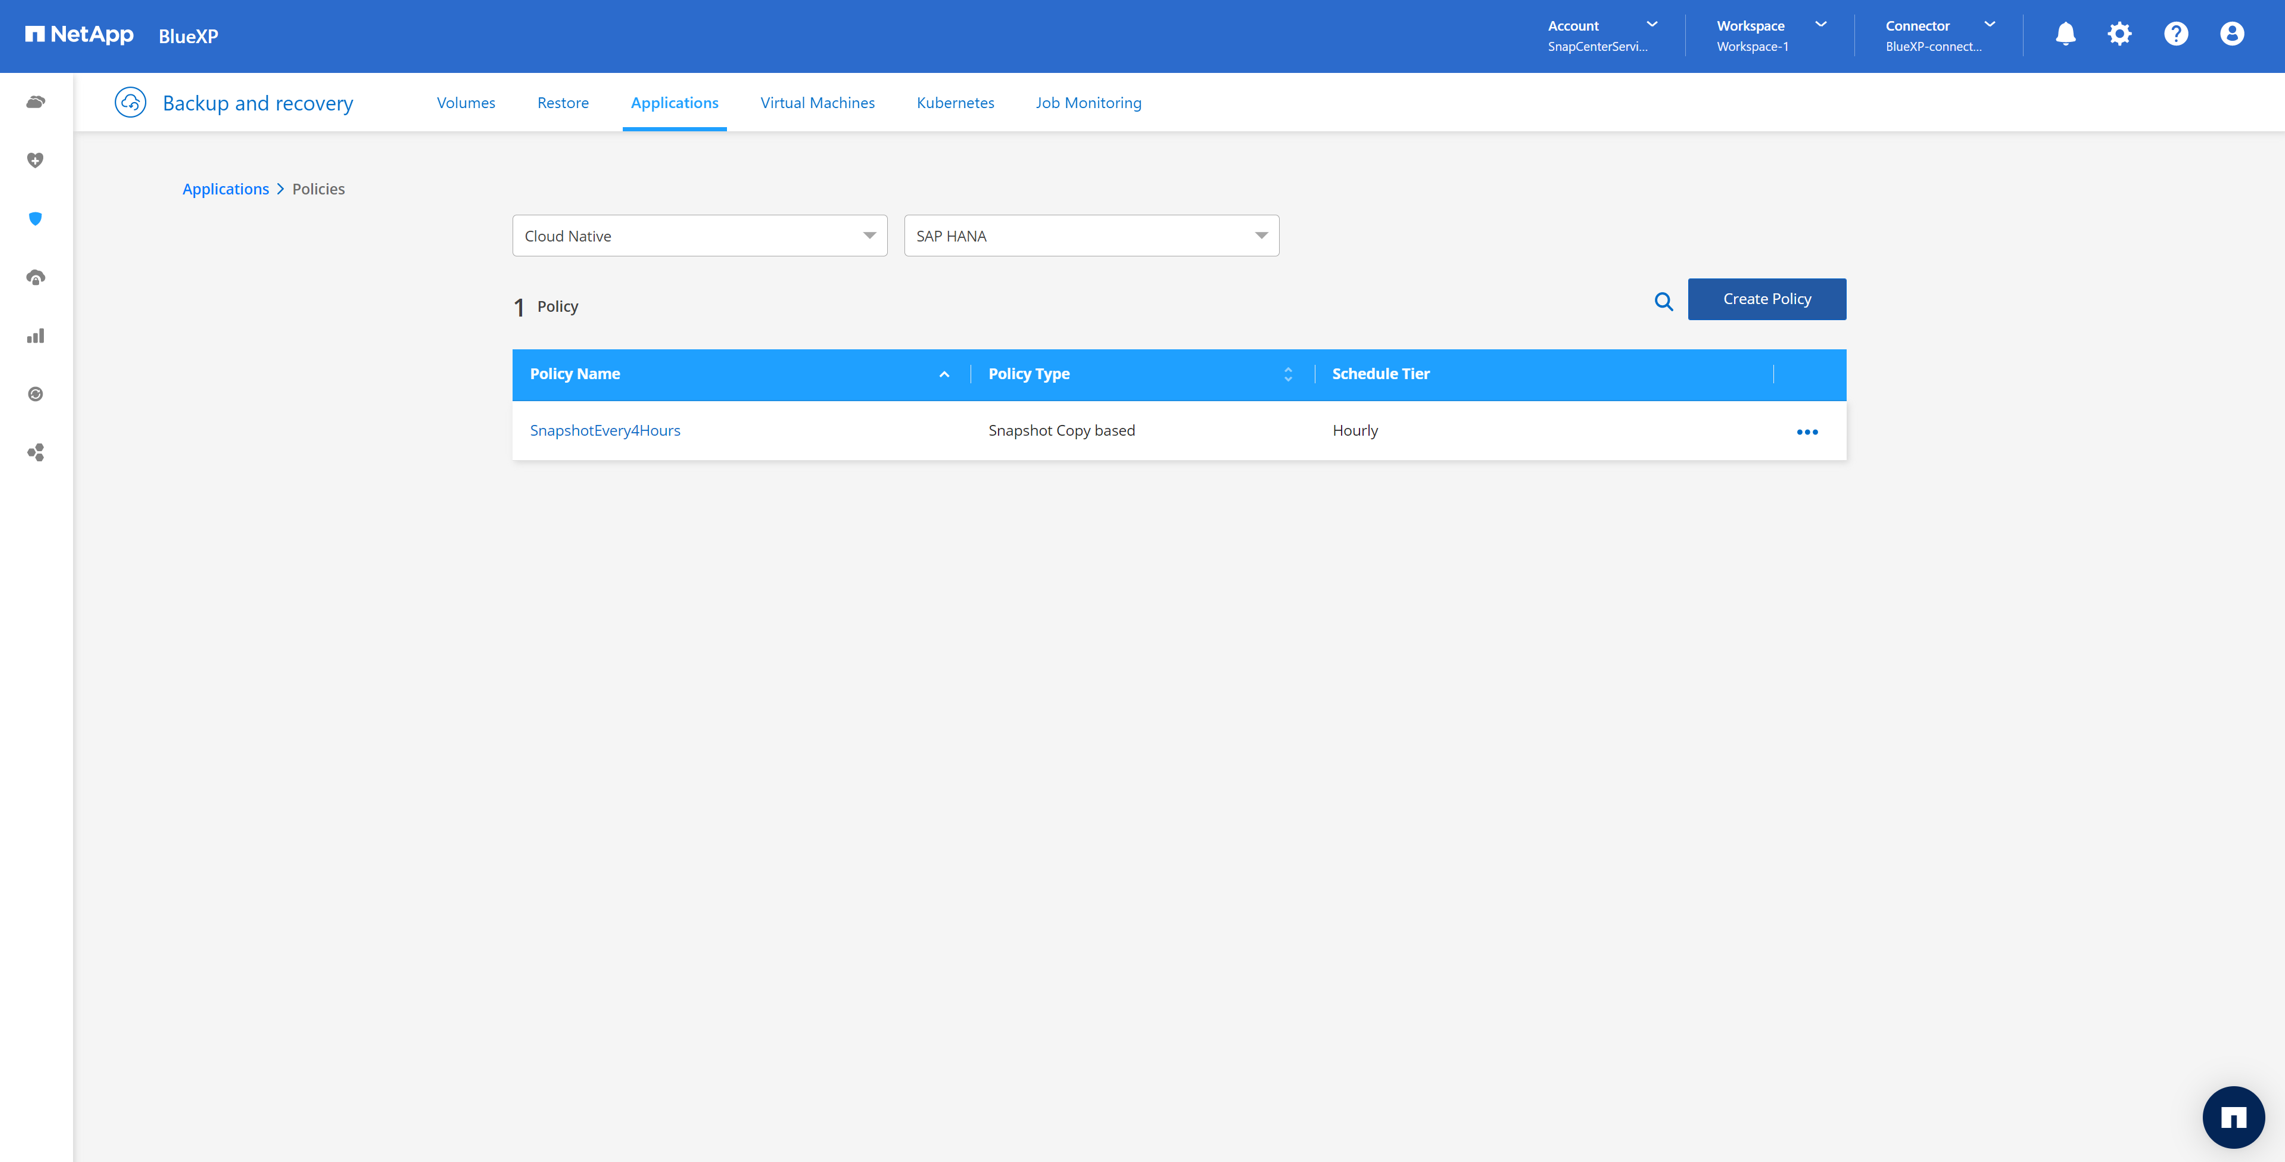 NetApp BlueXP
Account
SnapCenterServi...
Workspace
Workspace-1
Connector
BlueXP-connect...
Backup and recovery
Volumes
Restore
Applications
Virtual Machines
Kubernetes
Job Monitoring
Applications > Policies
Cloud Native
SAP HANA
1 Policy
Create Policy
Policy Name
Policy Type
Schedule Tier
SnapshotEvery4Hours
Snapshot Copy based
Hourly